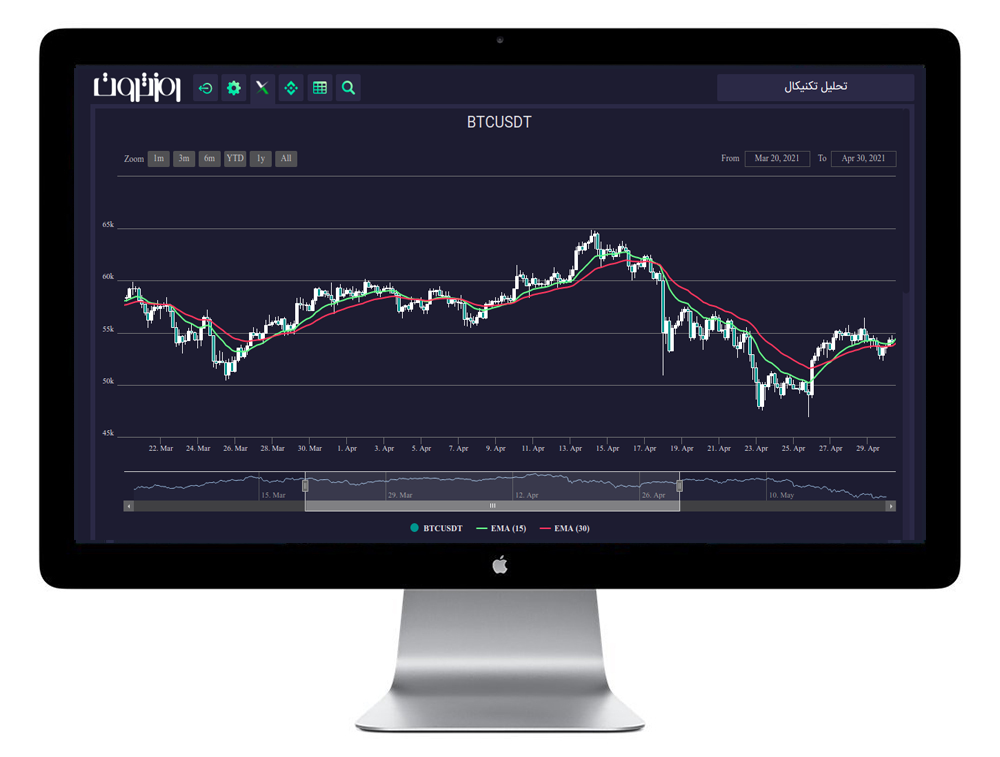 تحلیل تکنیکال
BTCUSDT
Zoom 1m 3m 6m YTD 1y All From Mar 20, 2021 To Apr 30, 2021
65k
60k
55k
50k
45k
22. Mar 24. Mar 26. Mar 28. Mar 30. Mar 1. Apr 3. Apr 5. Apr 7. Apr 9. Apr 11. Apr 13. Apr 15. Apr 17. Apr 19. Apr 21. Apr 23. Apr 25. Apr 27. Apr 29. Apr
15. Mar 29. Mar 12. Apr 26. Apr 10. May
BTCUSDT EMA (15) EMA (30)